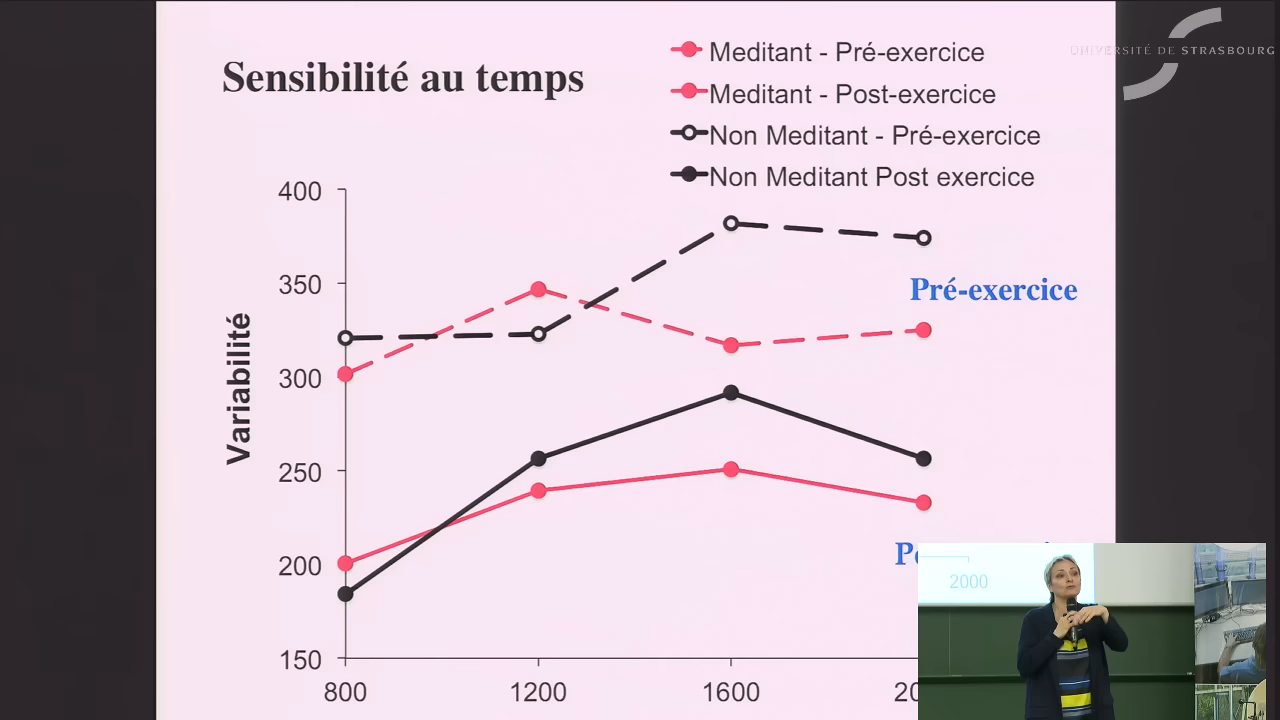 Sensibilité au temps
Meditant - Pré-exercice
Meditant - Post-exercice
Non Meditant - Pré-exercice
Non Meditant Post exercice
UNIVERSITÉ DE STRASBOURG
400
350
300
250
200
150
Variabilité
Pré-exercice
2000
800
1200
1600